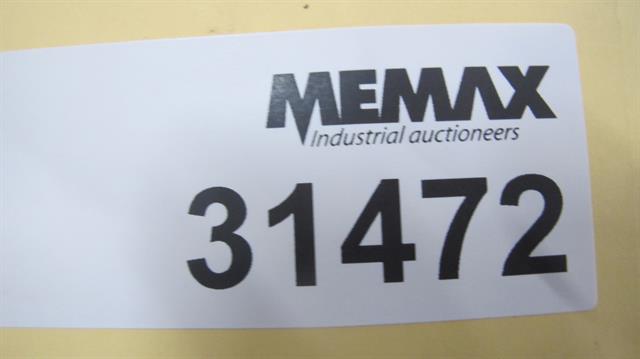 MEMAX
Industrial auctioneers
31472